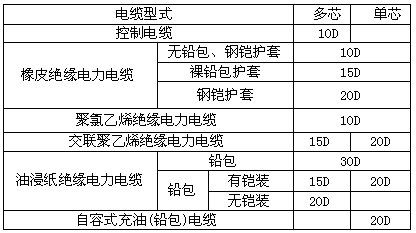 电缆型式 多芯 单芯
控制电缆 10D
橡皮绝缘电力电缆 无铅包、钢铠护套 10D
裸铅包护套 15D
钢铠护套 20D
聚氯乙烯绝缘电力电缆 10D
交联聚乙烯绝缘电力电缆 15D 20D
油浸纸绝缘电力电缆 铅包 30D
铅包 有铠装 15D 20D
无铠装 20D
自容式充油(铅包)电缆 20D